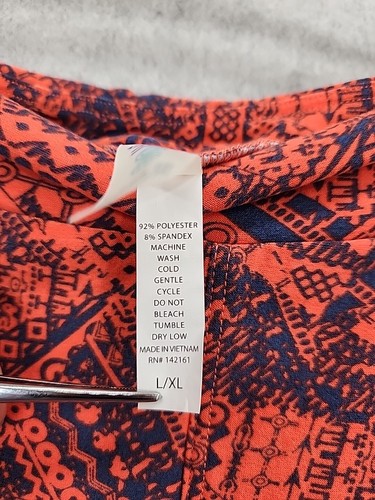 92% POLYESTER
8% SPANDEX
MACHINE
WASH
COLD
GENTLE
CYCLE
DO NOT
BLEACH
TUMBLE
DRY LOW
MADE IN VIETNAM
RN# 142161
L/XL